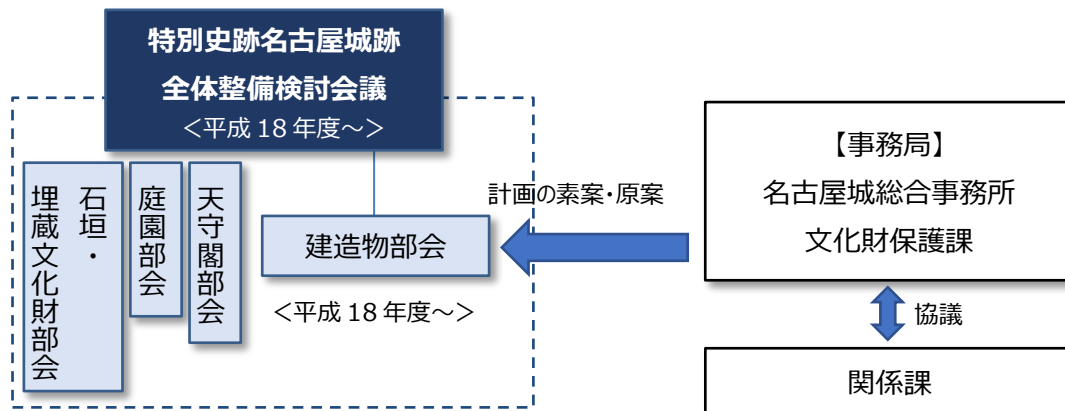 特別史跡名古屋城跡
全体整備検討会議
＜平成 18 年度～＞
石垣・
埋蔵文化財部会
庭園部会
天守閣部会
建造物部会
＜平成 18 年度～＞
計画の素案・原案
【事務局】
名古屋城総合事務所
文化財保護課
協議
関係課